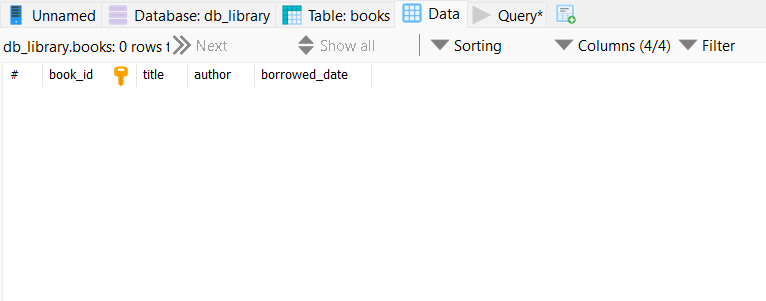 Unnamed Database: db_library Table: books Data Query*
db_library.books: 0 rows t Next Show all Sorting Columns (4/4) Filter
# book_id title author borrowed_date